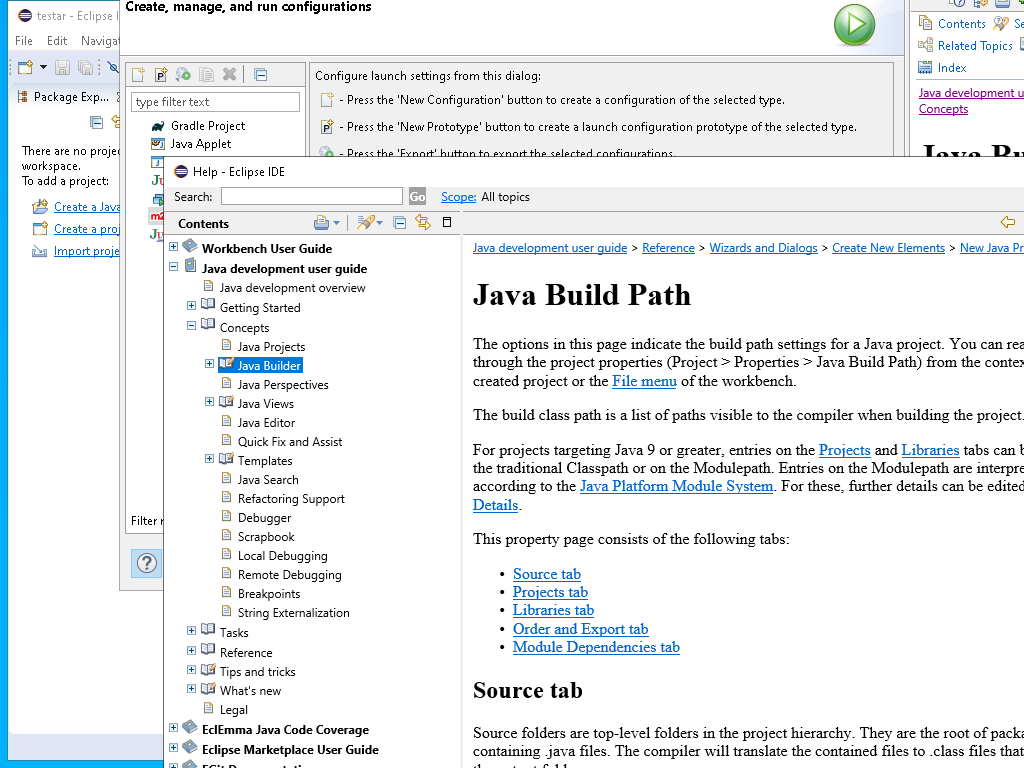 testar - Eclipse I
File Edit Navigat
Package Exp...
There are no projec
workspace.
To add a project:
Create a Java
Create a proj
Import proje
Create, manage, and run configurations
type filter text
Gradle Project
Java Applet
Filter
Configure launch settings from this dialog:
- Press the 'New Configuration' button to create a configuration of the selected type.
- Press the 'New Prototype' button to create a launch configuration prototype of the selected type.
- Press the 'Export' button to export the selected configurations.
Contents Se
Related Topics
Index
Java development u
Concepts
Java Bu
Help - Eclipse IDE
Search: Go Scope: All topics
Contents
Workbench User Guide
Java development user guide
Java development overview
Getting Started
Concepts
Java Projects
Java Builder
Java Perspectives
Java Views
Java Editor
Quick Fix and Assist
Templates
Java Search
Refactoring Support
Debugger
Scrapbook
Local Debugging
Remote Debugging
Breakpoints
String Externalization
Tasks
Reference
Tips and tricks
What's new
Legal
EclEmma Java Code Coverage
Eclipse Marketplace User Guide
EGit Documentation
Java development user guide > Reference > Wizards and Dialogs > Create New Elements > New Java Pr
Java Build Path
The options in this page indicate the build path settings for a Java project. You can rea
through the project properties (Project > Properties > Java Build Path) from the contex
created project or the File menu of the workbench.
The build class path is a list of paths visible to the compiler when building the project.
For projects targeting Java 9 or greater, entries on the Projects and Libraries tabs can b
the traditional Classpath or on the Modulepath. Entries on the Modulepath are interpre
according to the Java Platform Module System. For these, further details can be edited
Details.
This property page consists of the following tabs:
• Source tab
• Projects tab
• Libraries tab
• Order and Export tab
• Module Dependencies tab
Source tab
Source folders are top-level folders in the project hierarchy. They are the root of packa
containing .java files. The compiler will translate the contained files to .class files that